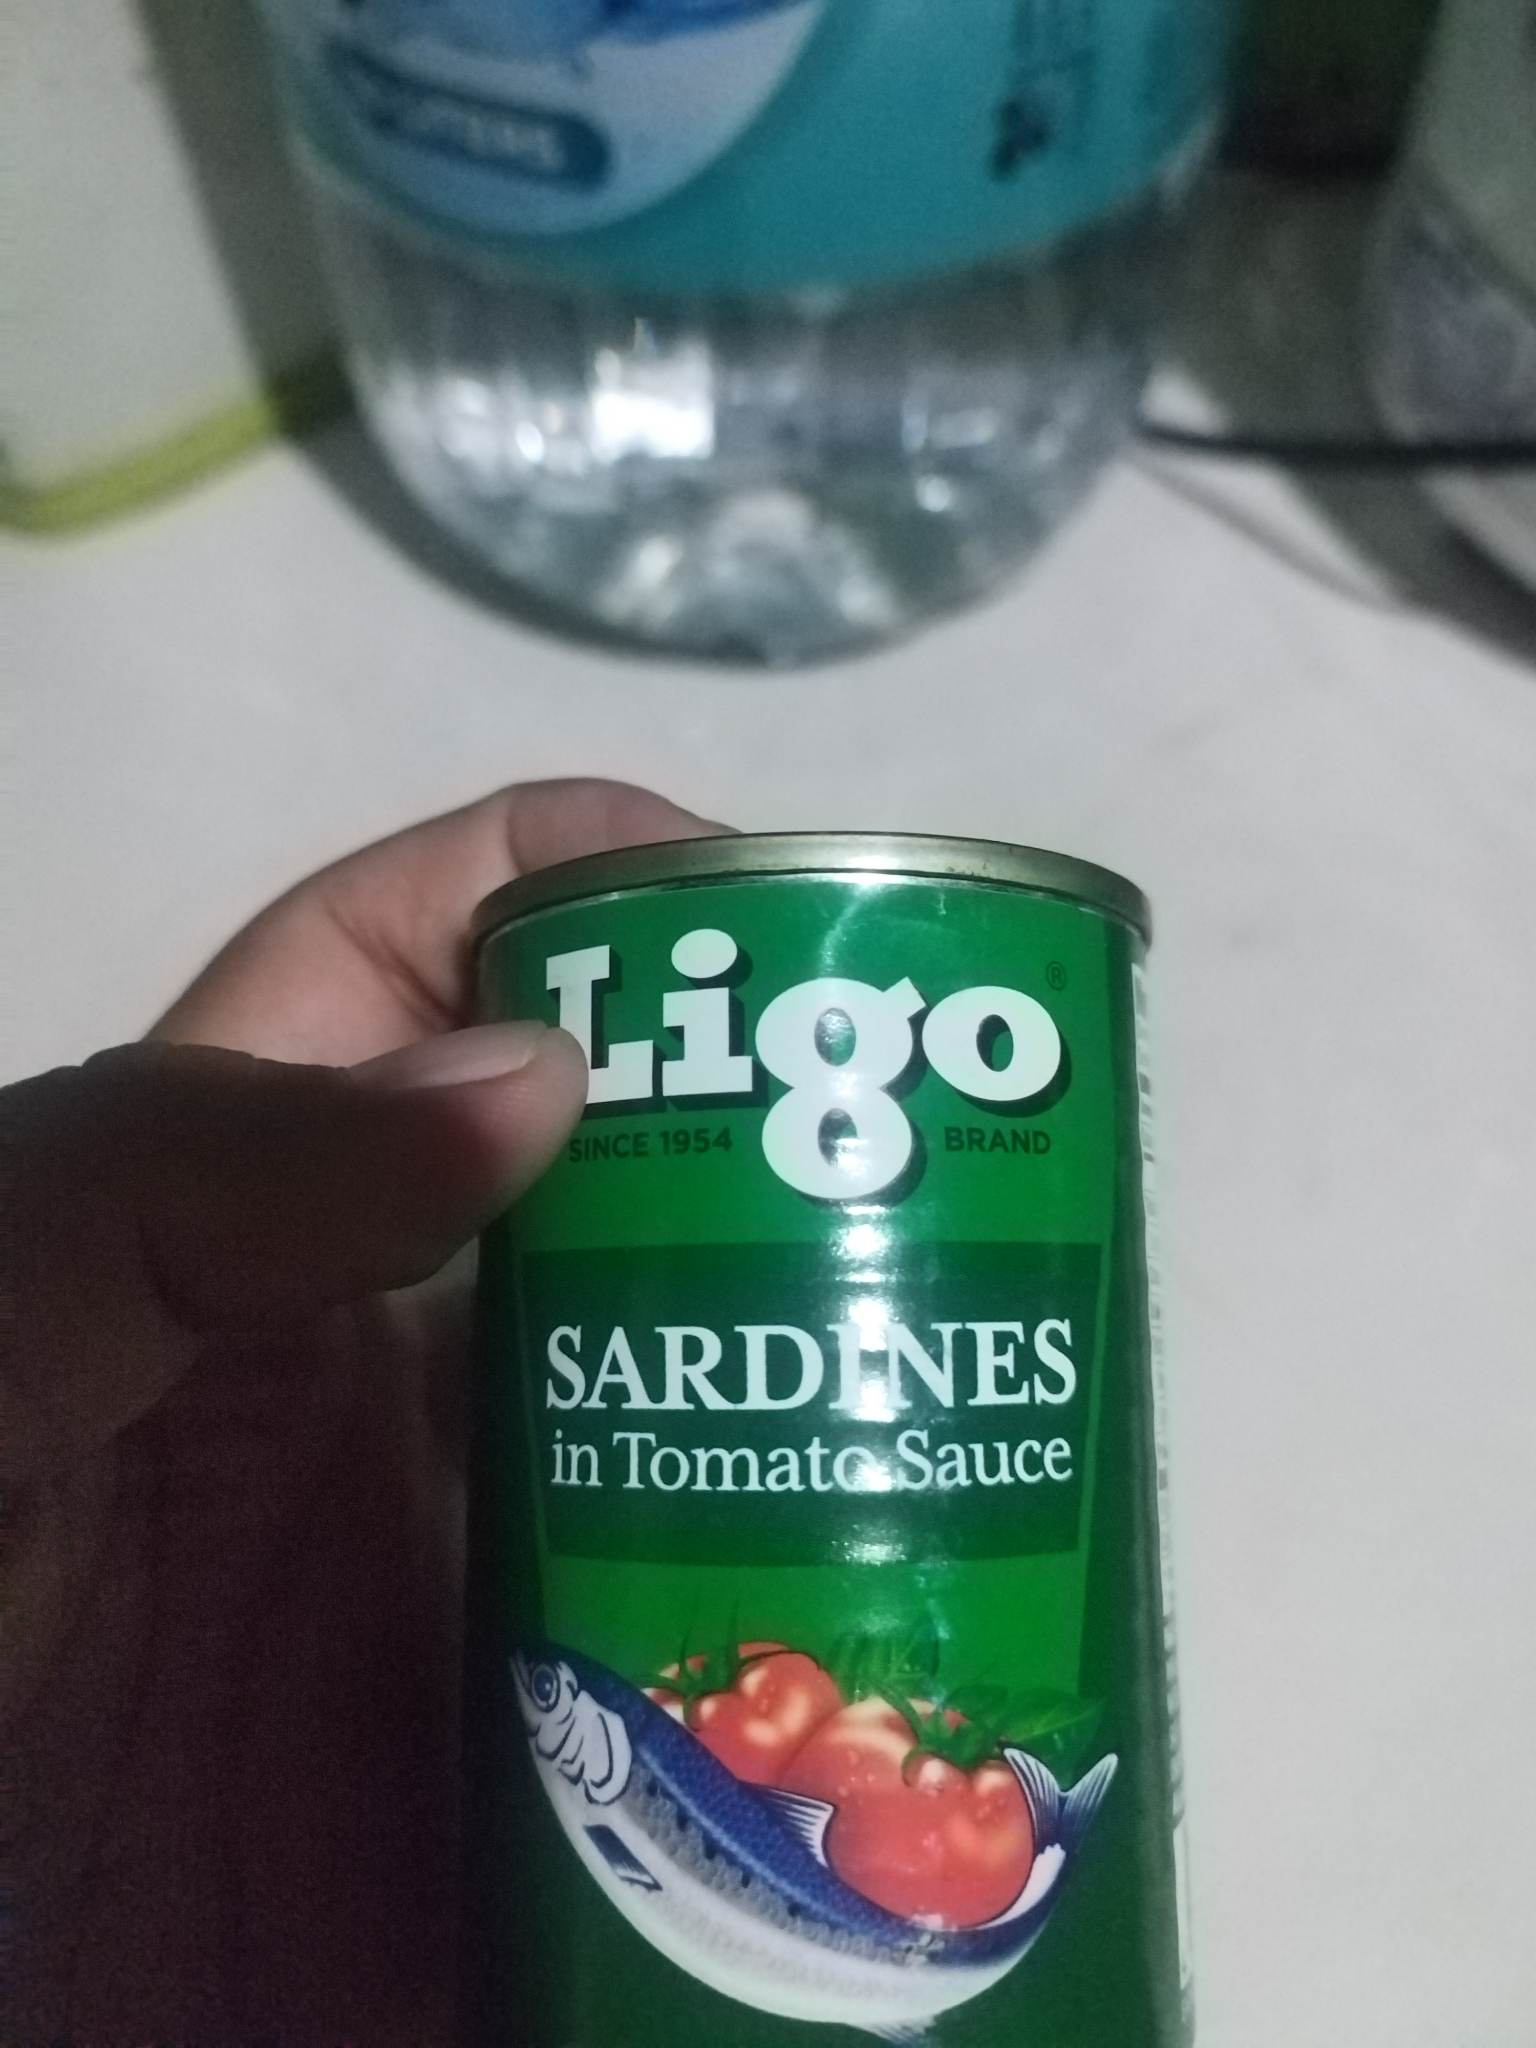 Ligo®
SINCE 1954 BRAND
SARDINES
in Tomato Sauce